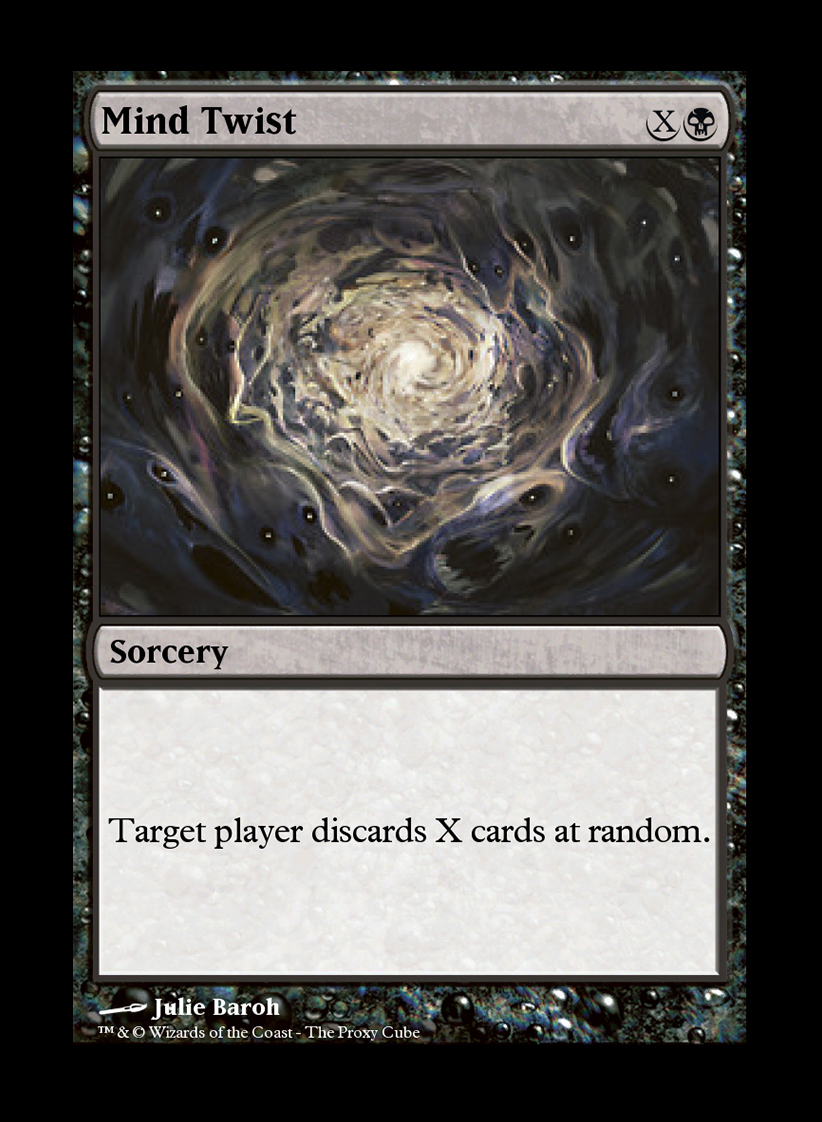 Mind Twist X
Sorcery
Target player discards X cards at random.
Julie Baroh
™ & © Wizards of the Coast - The Proxy Cube